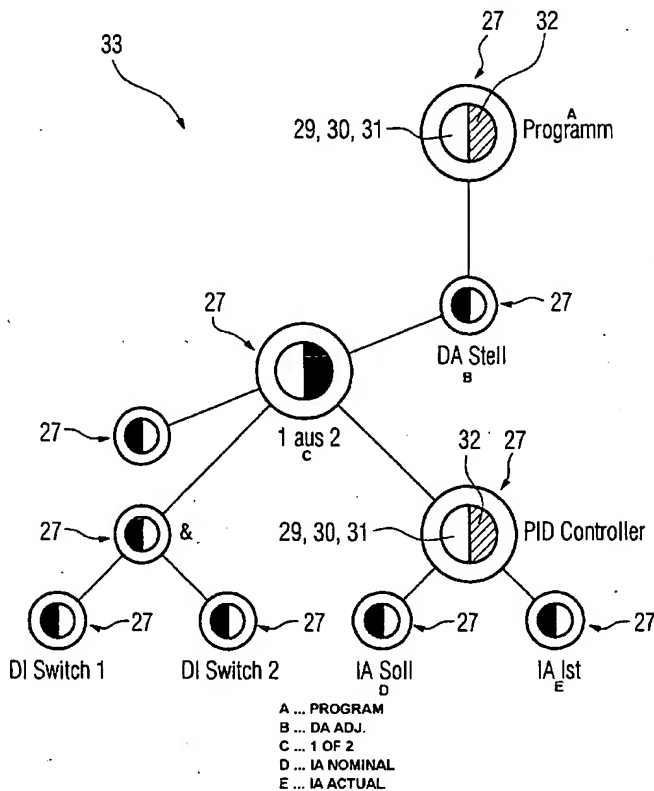 33
27
32
29, 30, 31
A
Programm
27
27
DA Stell
B
27
1 aus 2
C
32
27
27
&
29, 30, 31
PID Controller
27
27
27
27
DI Switch 1
DI Switch 2
IA Soll
D
IA Ist
E
A ... PROGRAM
B ... DA ADJ.
C ... 1 OF 2
D ... IA NOMINAL
E ... IA ACTUAL